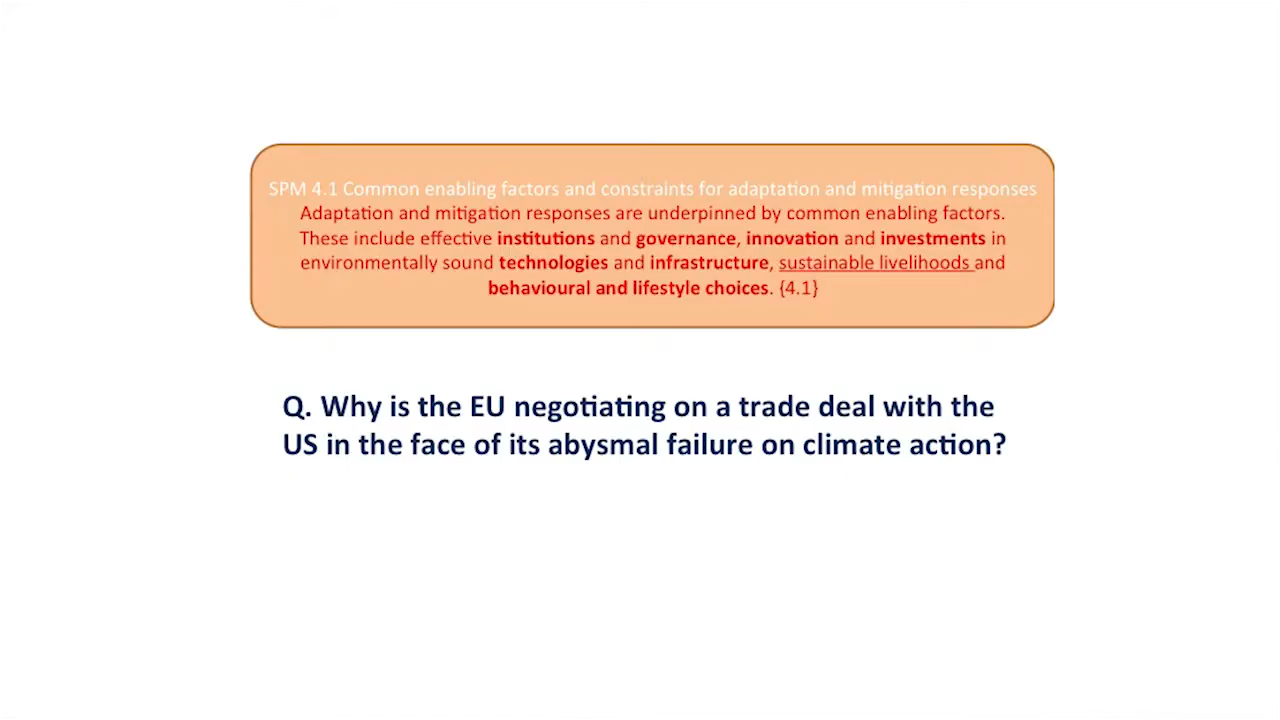 SPM 4.1 Common enabling factors and constraints for adaptation and mitigation responses
Adaptation and mitigation responses are underpinned by common enabling factors.
These include effective institutions and governance, innovation and investments in
environmentally sound technologies and infrastructure, sustainable livelihoods and
behavioural and lifestyle choices. {4.1}
Q. Why is the EU negotiating on a trade deal with the
US in the face of its abysmal failure on climate action?